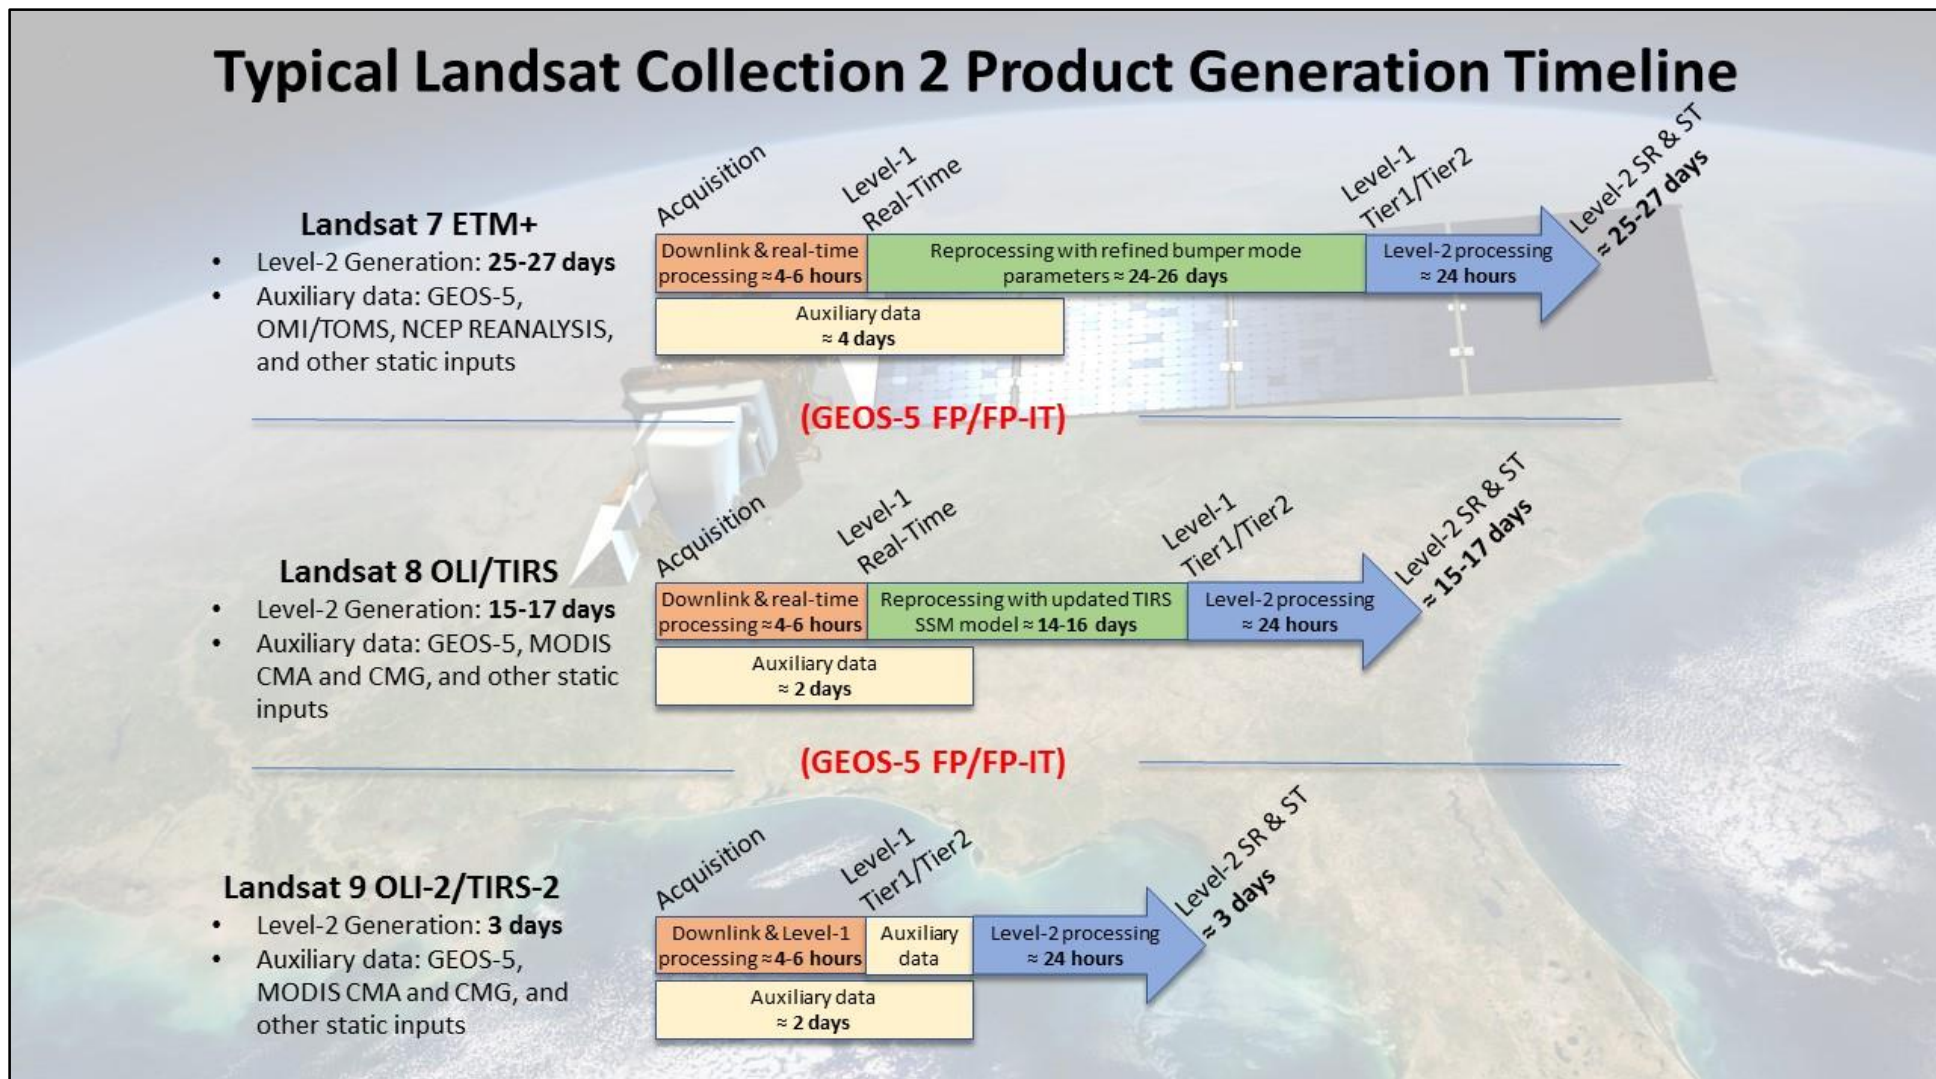 Typical Landsat Collection 2 Product Generation Timeline
Landsat 7 ETM+
• Level-2 Generation: 25-27 days
• Auxiliary data: GEOS-5,
OMI/TOMS, NCEP REANALYSIS,
and other static inputs
Acquisition
Level-1
Real-Time
Level-1
Tier1/Tier2
Level-2 SR & ST
≈ 25-27 days
Downlink & real-time
processing ≈4-6 hours
Reprocessing with refined bumper mode
parameters ≈ 24-26 days
Level-2 processing
≈ 24 hours
Auxiliary data
≈ 4 days
(GEOS-5 FP/FP-IT)
Landsat 8 OLI/TIRS
• Level-2 Generation: 15-17 days
• Auxiliary data: GEOS-5, MODIS
CMA and CMG, and other static
inputs
Acquisition
Level-1
Real-Time
Level-1
Tier1/Tier2
Level-2 SR & ST
≈ 15-17 days
Downlink & real-time
processing ≈4-6 hours
Reprocessing with updated TIRS
SSM model ≈ 14-16 days
Level-2 processing
≈ 24 hours
Auxiliary data
≈ 2 days
(GEOS-5 FP/FP-IT)
Landsat 9 OLI-2/TIRS-2
• Level-2 Generation: 3 days
• Auxiliary data: GEOS-5,
MODIS CMA and CMG, and
other static inputs
Acquisition
Level-1
Tier1/Tier2
Level-2 SR & ST
≈ 3 days
Downlink & Level-1
processing ≈4-6 hours
Auxiliary
data
Level-2 processing
≈ 24 hours
Auxiliary data
≈ 2 days